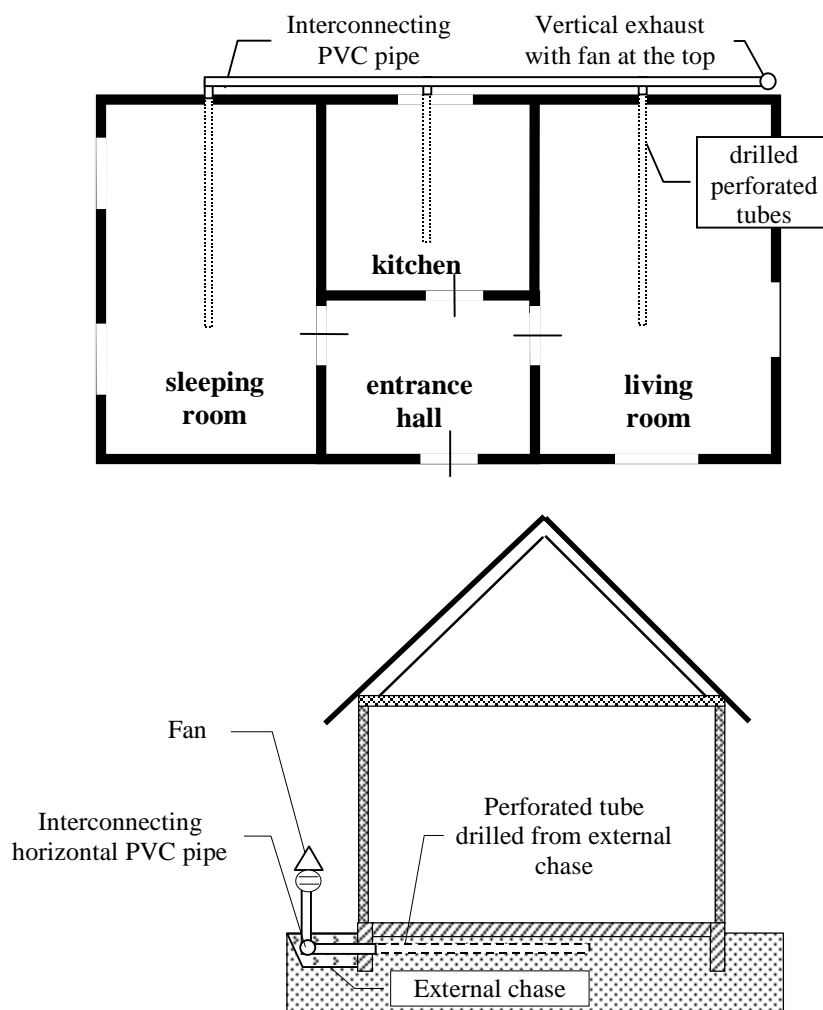 Interconnecting
PVC pipe
Vertical exhaust
with fan at the top
drilled
perforated
tubes
kitchen
sleeping
room
entrance
hall
living
room
Fan
Interconnecting
horizontal PVC pipe
Perforated tube
drilled from external
chase
External chase